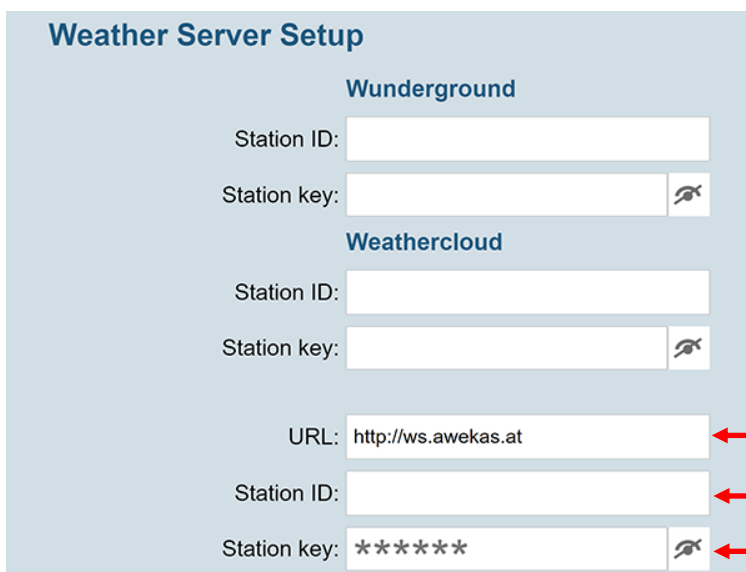 Weather Server Setup
Wunderground
Station ID:
Station key:
Weathercloud
Station ID:
Station key:
URL: http://ws.awekas.at
Station ID:
Station key: ******